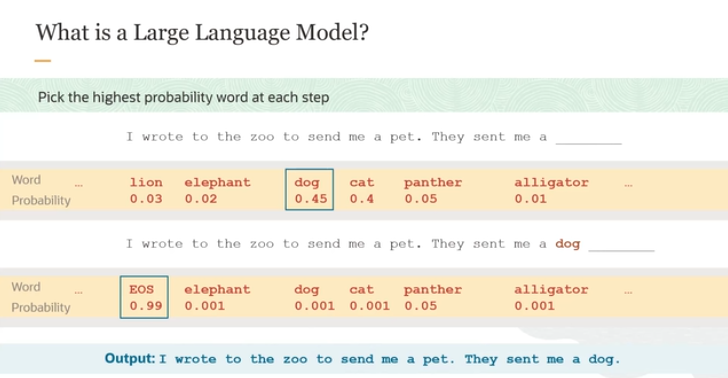 What is a Large Language Model?
Pick the highest probability word at each step
I wrote to the zoo to send me a pet. They sent me a ________
Word ... lion elephant dog cat panther alligator ...
Probability 0.03 0.02 0.45 0.4 0.05 0.01
I wrote to the zoo to send me a pet. They sent me a dog ________
Word ... EOS elephant dog cat panther alligator ...
Probability 0.99 0.001 0.001 0.001 0.05 0.001
Output: I wrote to the zoo to send me a pet. They sent me a dog.